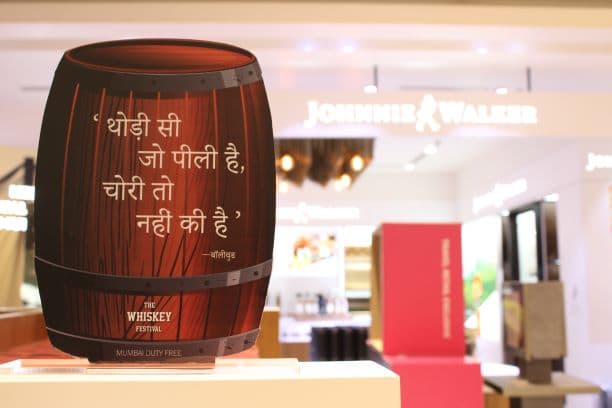 ‘ थोड़ी सी
जो पीली है,
चोरी तो
नहीं की है ’
—बॉलीवुड
THE
WHISKEY
FESTIVAL
MUMBAI DUTY FREE
JOHNNIE WALKER